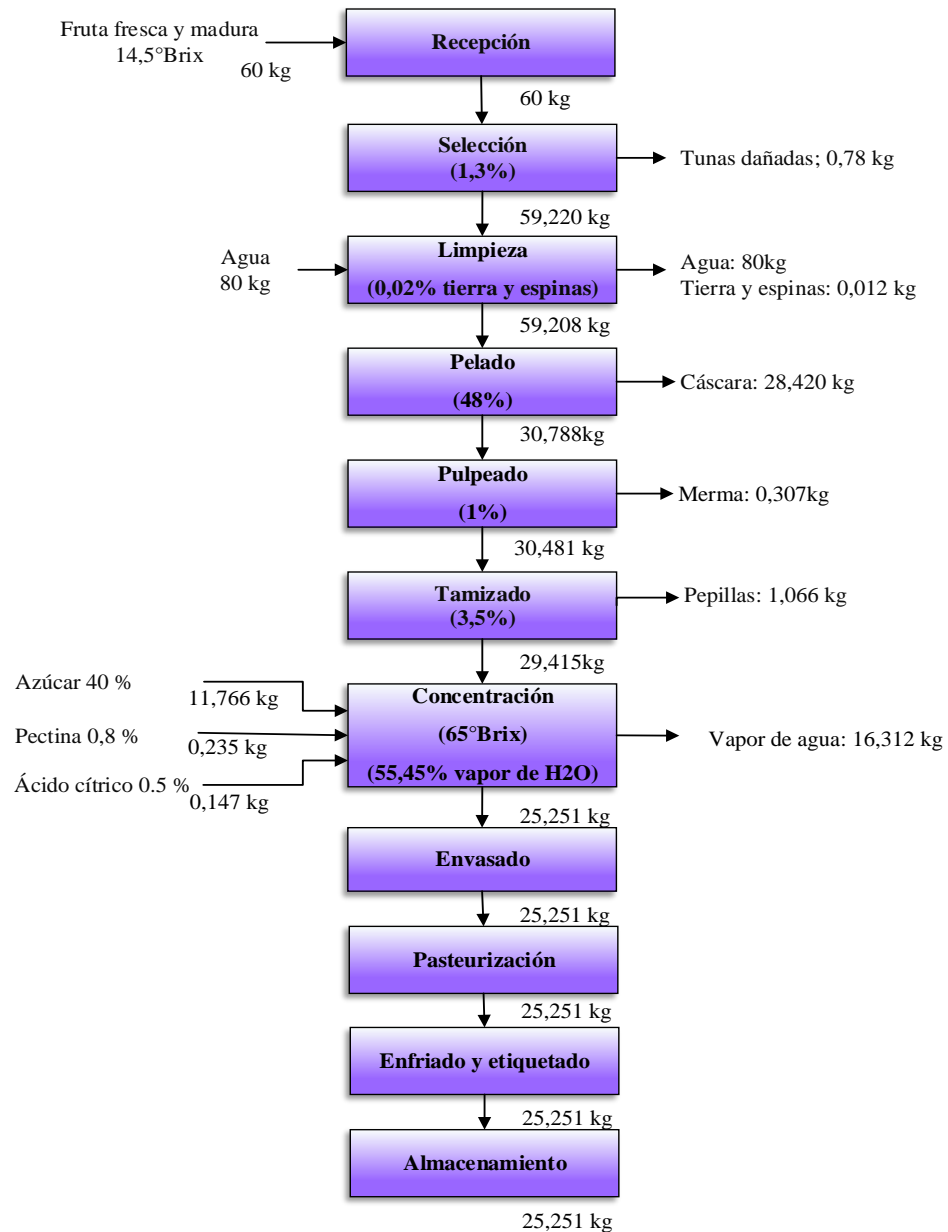 Fruta fresca y madura
14,5°Brix
60 kg
Recepción
60 kg
Selección
(1,3%)
Tunas dañadas; 0,78 kg
59,220 kg
Agua
80 kg
Limpieza
(0,02% tierra y espinas)
Agua: 80kg
Tierra y espinas: 0,012 kg
59,208 kg
Pelado
(48%)
Cáscara: 28,420 kg
30,788kg
Pulpeado
(1%)
Merma: 0,307kg
30,481 kg
Tamizado
(3,5%)
Pepillas: 1,066 kg
29,415kg
Azúcar 40 %
11,766 kg
Pectina 0,8 %
0,235 kg
Ácido cítrico 0.5 %
0,147 kg
Concentración
(65°Brix)
(55,45% vapor de H2O)
Vapor de agua: 16,312 kg
25,251 kg
Envasado
25,251 kg
Pasteurización
25,251 kg
Enfriado y etiquetado
25,251 kg
Almacenamiento
25,251 kg